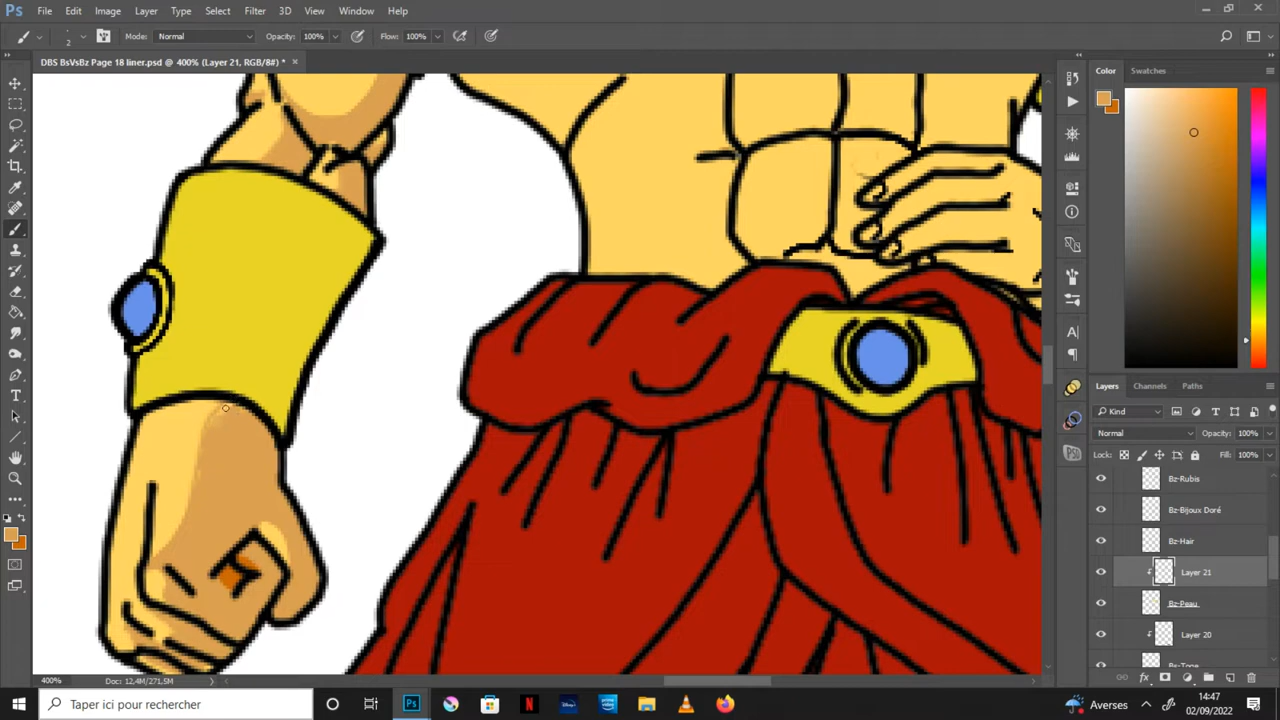 Ps File Edit Image Layer Type Select Filter 3D View Window Help
2 Mode: Normal Opacity: 100% Flow: 100%
DBS BsVsBz Page 18 liner.psd @ 400% (Layer 21, RGB/8#) *
Color Swatches
Layers Channels Paths
Kind
Normal Opacity: 100%
Lock: Fill: 100%
Bz-Rubis
Bz-Bijoux Doré
Bz-Hair
Layer 21
Bz-Peau
Layer 20
400% Doc: 12,4M/271,5M
Taper ici pour rechercher
Averses
14:47
02/09/2022